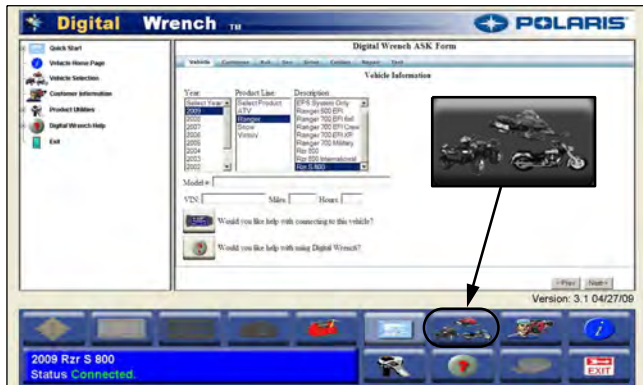 Digital Wrench TM
POLARIS
Quick Start
Vehicle Home Page
Vehicle Selection
Customer Information
Product Utilities
Digital Wrench Help
Exit
Digital Wrench ASK Form
Vehicle Customer Rep Test
Vehicle Information
Year: Product Line: Description
Select Year
2009
2008
2007
2006
2005
2004
2003
2002
Select Product
ATV
Ranger
Snow
Victory
EPS System Only
Ranger 500 EFI
Ranger 700 EFI 6x6
Ranger 700 EFI Crew
Ranger 700 EFI XP
Ranger 700 Military
Rzr 800
Rzr 800 International
Rzr S 800
Model #:
VIN: Miles Hours
Would you like help with connecting to this vehicle?
Would you like help with using Digital Wrench?
<Prev Next>
Version: 3.1 04/27/09
2009 Rzr S 800
Status Connected.
EXIT